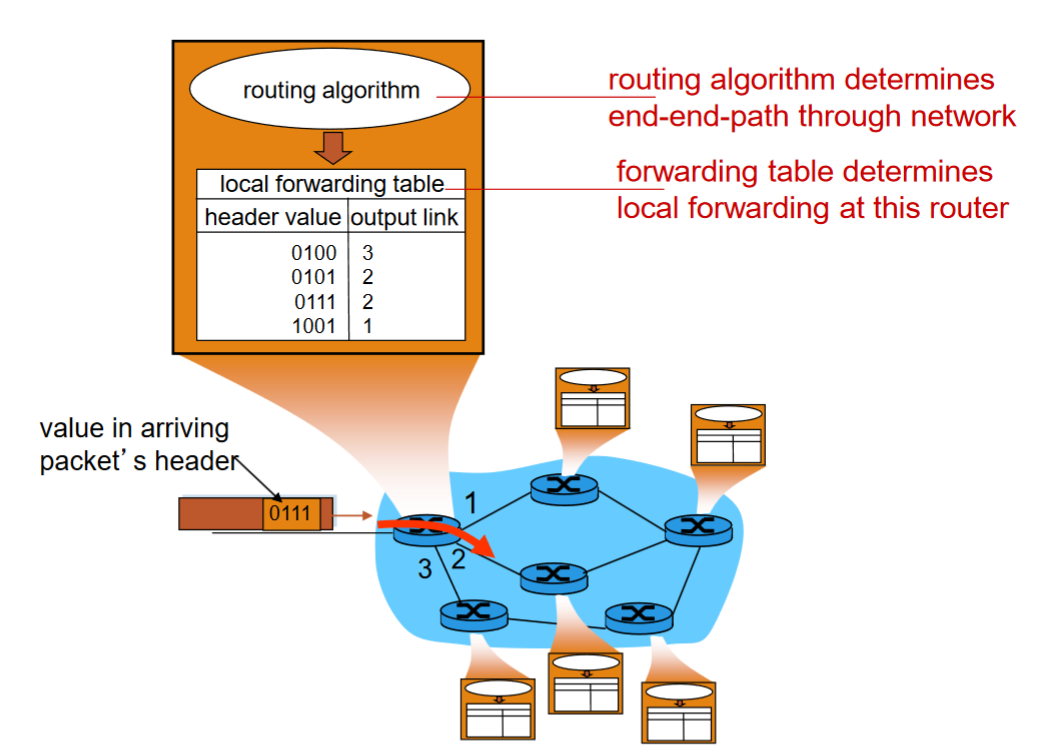 routing algorithm
routing algorithm determines
end-end-path through network
local forwarding table
forwarding table determines
local forwarding at this router
header value output link
0100 3
0101 2
0111 2
1001 1
value in arriving
packet’s header
0111
1
2
3